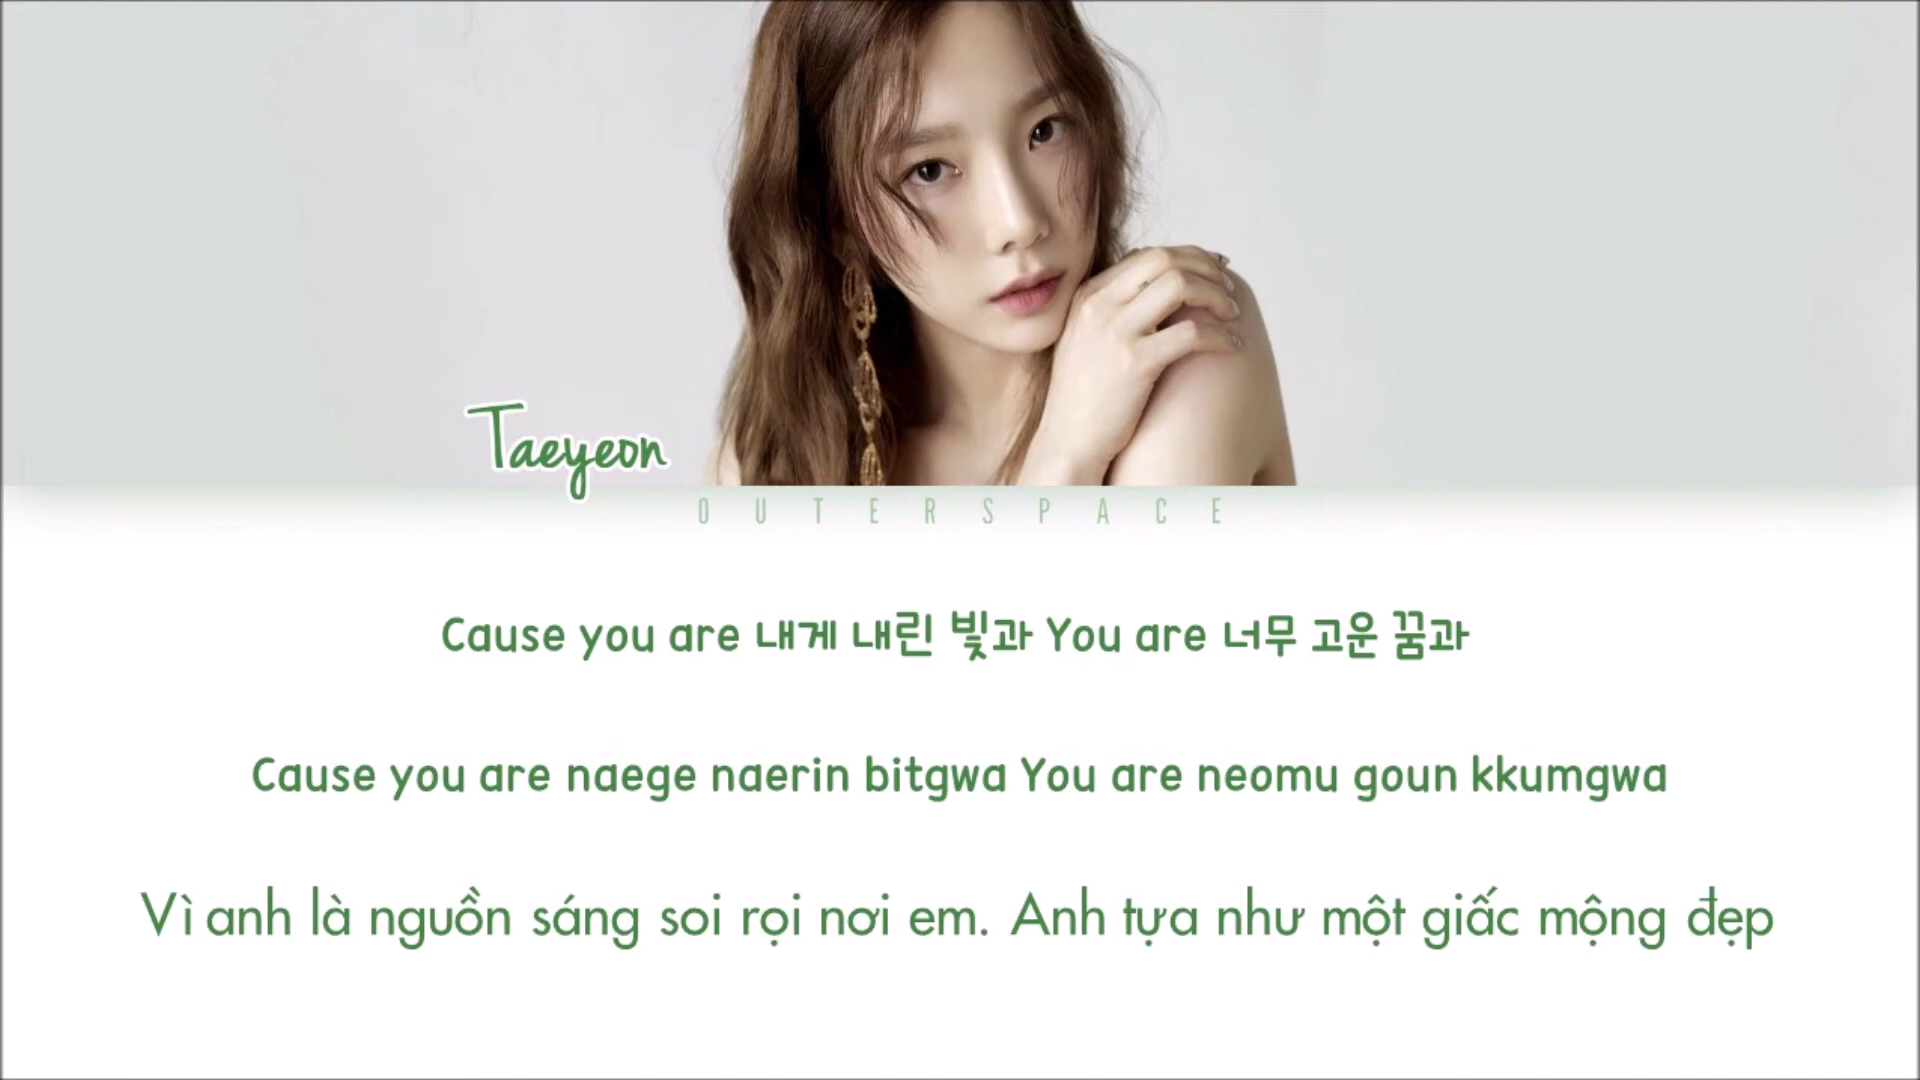 Taeyeon
OUTERSPACE
Cause you are 내게 내린 빛과 You are 너무 고운 꿈과
Cause you are naege naerin bitgwa You are neomu goun kkumgwa
Vì anh là nguồn sáng soi rọi nơi em. Anh tựa như một giấc mộng đẹp